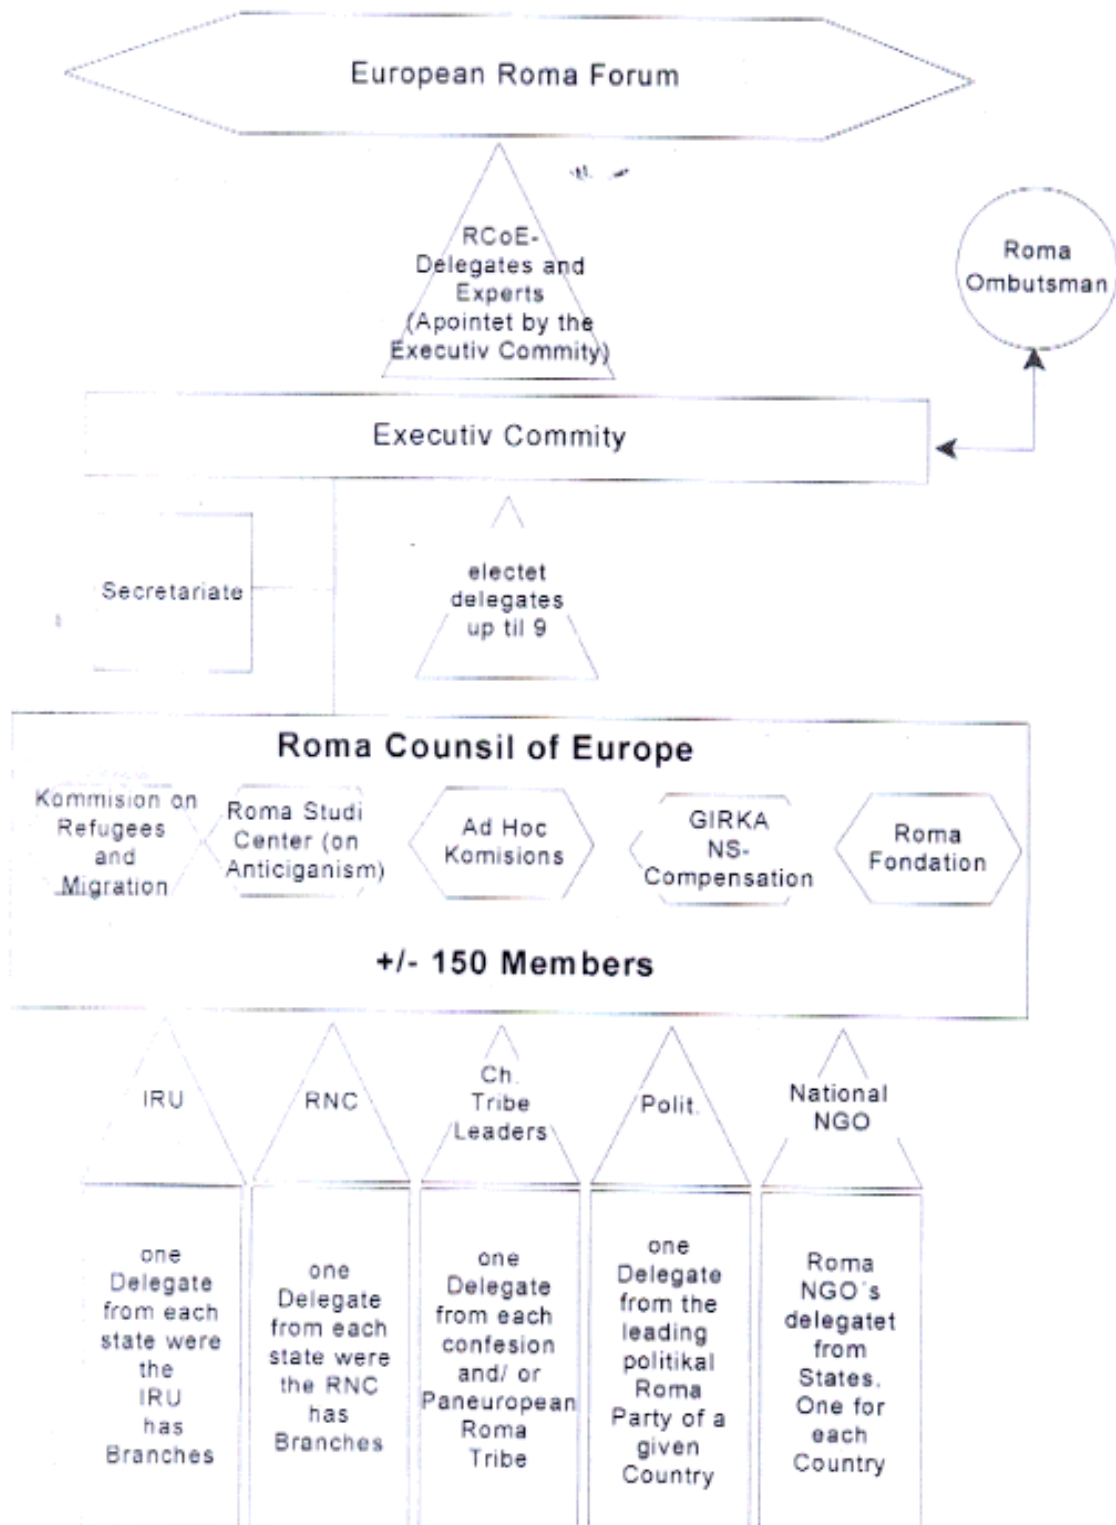 European Roma Forum
RCoE-
Delegates and
Experts
(Apointet by the
Executiv Commity)
Roma
Ombutsman
Executiv Commity
Secretariate
electet
delegates
up til 9
Roma Counsil of Europe
Kommision on
Refugees
and
Migration
Roma Studi
Center (on
Anticiganism)
Ad Hoc
Komisions
GIRKA
NS-
Compensation
Roma
Fondation
+/- 150 Members
IRU
RNC
Ch.
Tribe
Leaders
Polit.
National
NGO
one
Delegate
from each
state were
the
IRU
has
Branches
one
Delegate
from each
state were
the RNC
has
Branches
one
Delegate
from each
confesion
and/ or
Paneuropean
Roma
Tribe
one
Delegate
from the
leading
politikal
Roma
Party of a
given
Country
Roma
NGO´s
delegatet
from
States.
One for
each
Country